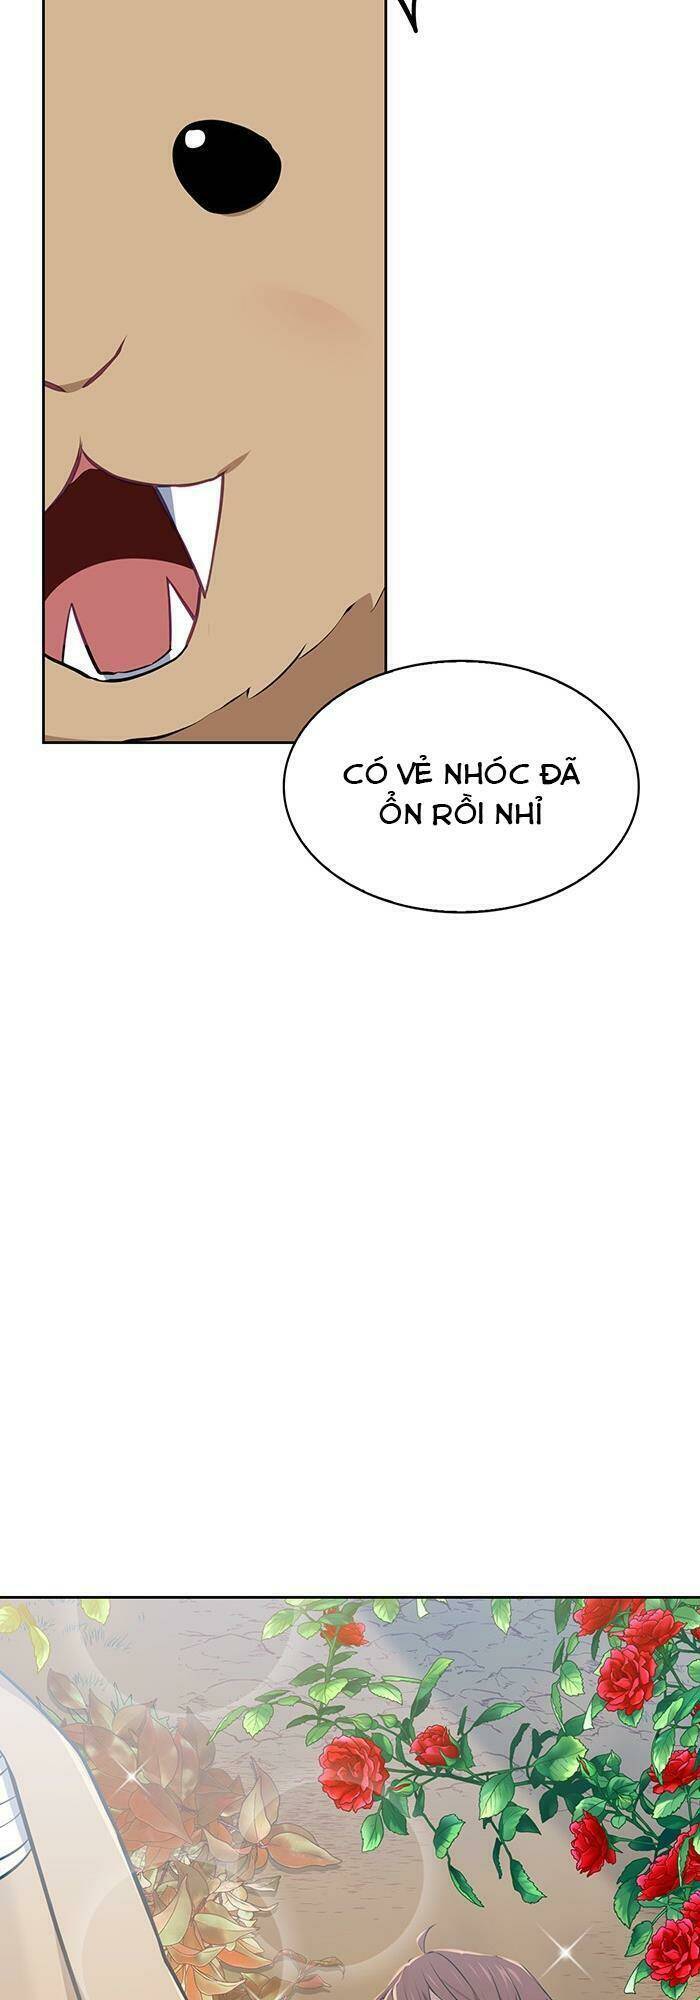 CÓ VẺ NHÓC ĐÃ
ỔN RỒI NHỈ